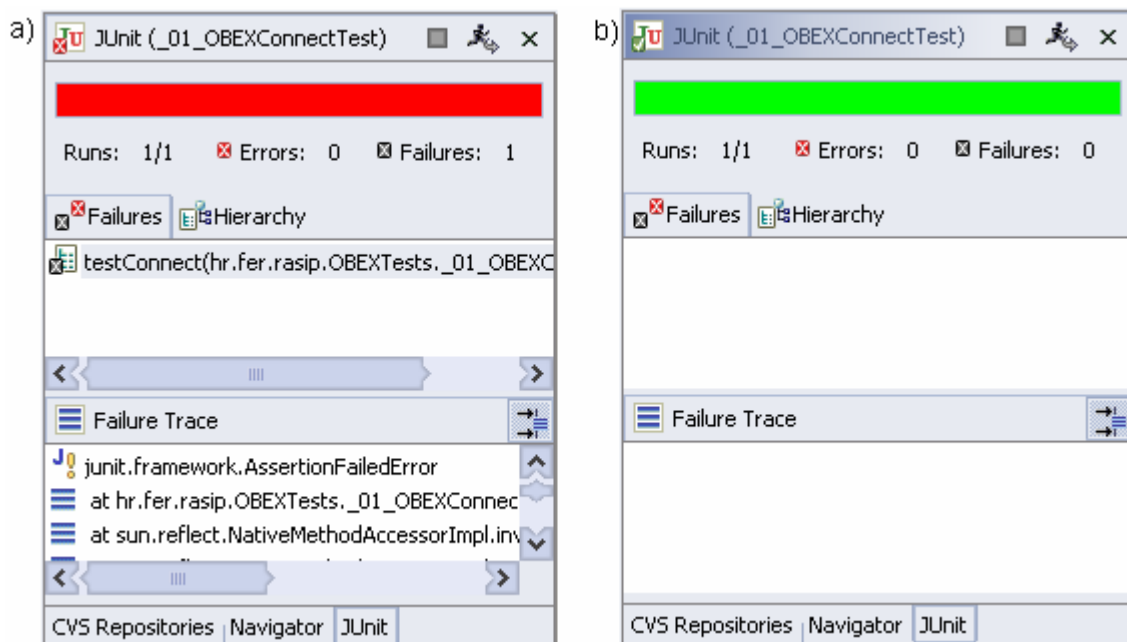 a)
JU JUnit (_01_OBEXConnectTest)
Runs: 1/1 Errors: 0 Failures: 1
Failures Hierarchy
testConnect(hr.fer.rasip.OBEXTests._01_OBEXC
Failure Trace
J! junit.framework.AssertionFailedError
at hr.fer.rasip.OBEXTests._01_OBEXConnec
at sun.reflect.NativeMethodAccessorImpl.inv
CVS Repositories Navigator JUnit
b)
JU JUnit (_01_OBEXConnectTest)
Runs: 1/1 Errors: 0 Failures: 0
Failures Hierarchy
Failure Trace
CVS Repositories Navigator JUnit